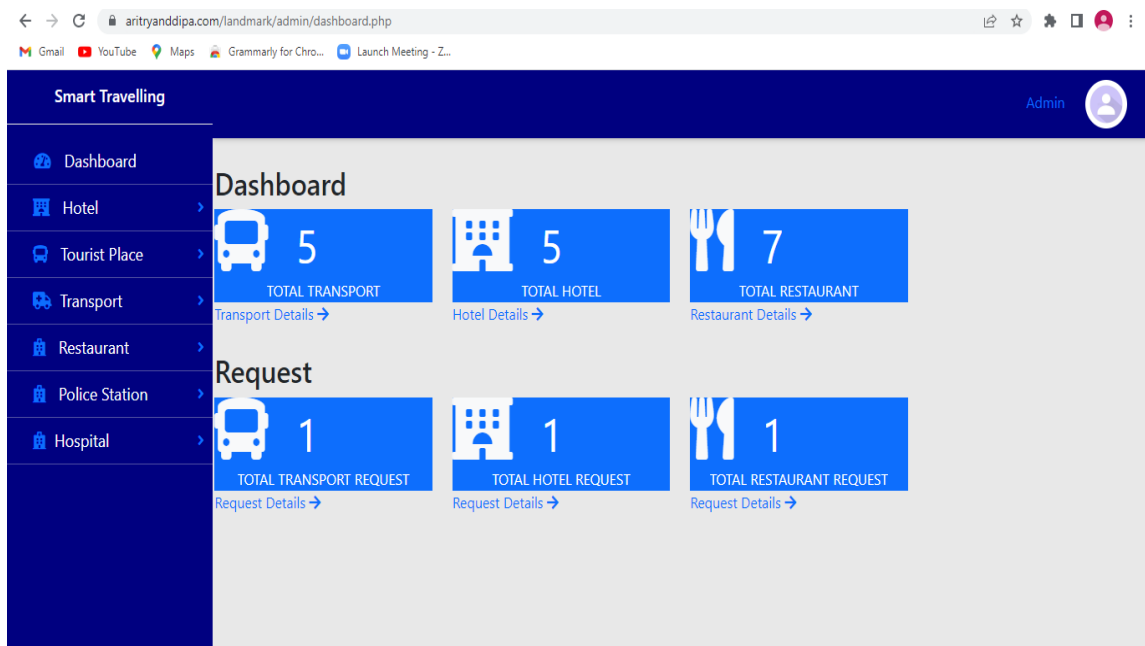 aritryanddipa.com/landmark/admin/dashboard.php
Gmail YouTube Maps Grammarly for Chro... Launch Meeting - Z...
Smart Travelling
Admin
Dashboard
Hotel
Tourist Place
Transport
Restaurant
Police Station
Hospital
Dashboard
5 5 7
TOTAL TRANSPORT TOTAL HOTEL TOTAL RESTAURANT
Transport Details Hotel Details Restaurant Details
Request
1 1 1
TOTAL TRANSPORT REQUEST TOTAL HOTEL REQUEST TOTAL RESTAURANT REQUEST
Request Details Request Details Request Details